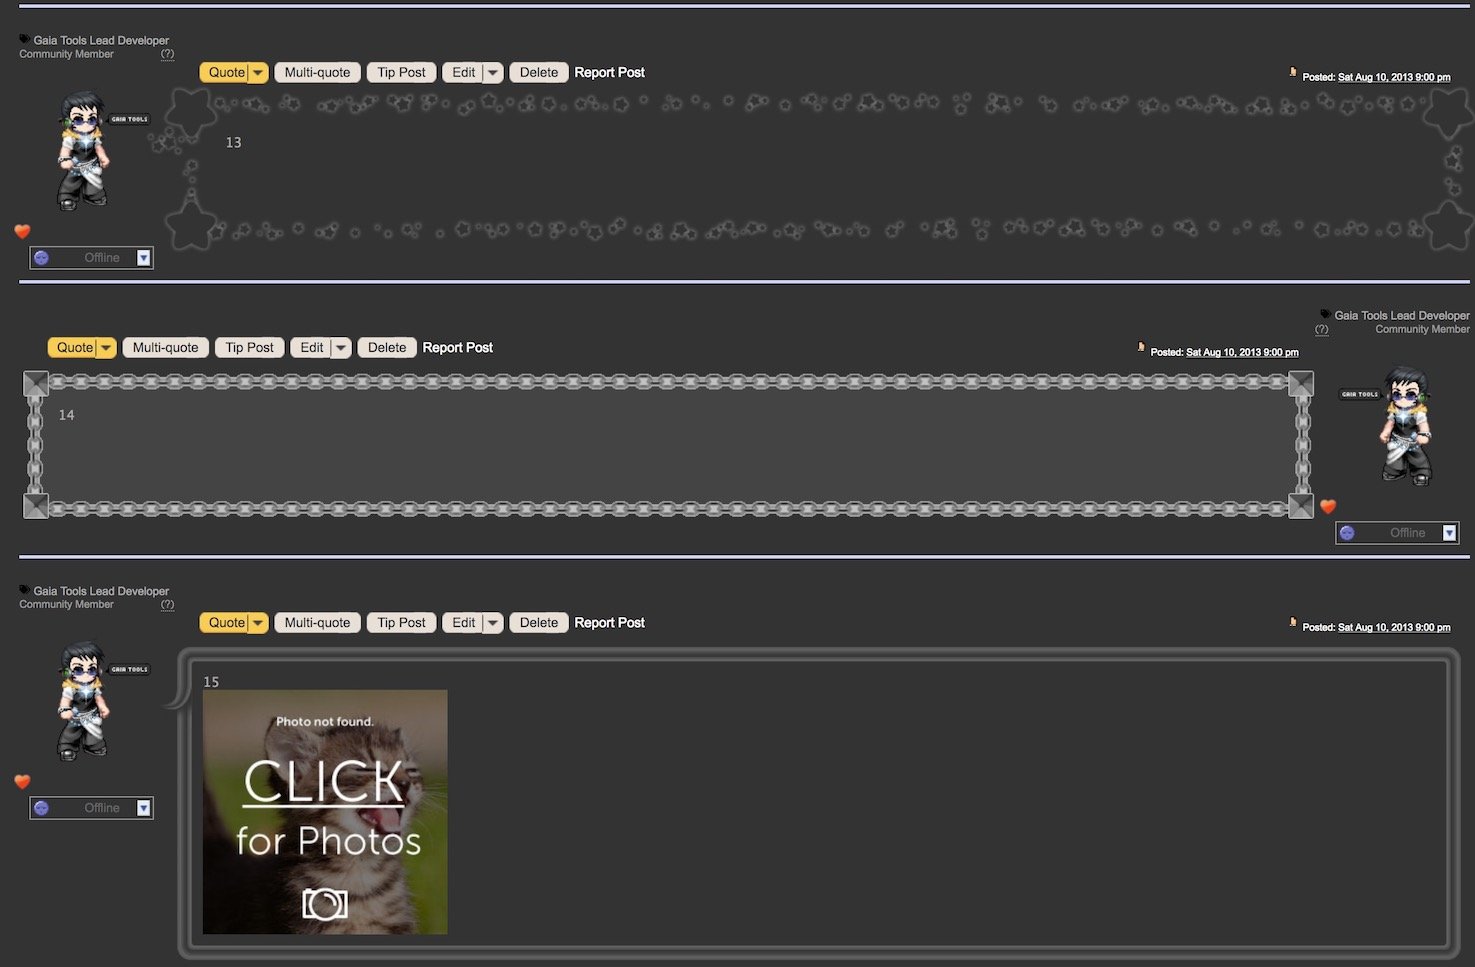 Gaia Tools Lead Developer
Community Member (?)
Quote Multi-quote Tip Post Edit Delete Report Post
Posted: Sat Aug 10, 2013 9:00 pm
GAIA TOOLS
13
Offline
Gaia Tools Lead Developer
(?) Community Member
Quote Multi-quote Tip Post Edit Delete Report Post
Posted: Sat Aug 10, 2013 9:00 pm
GAIA TOOLS
14
Offline
Gaia Tools Lead Developer
Community Member (?)
Quote Multi-quote Tip Post Edit Delete Report Post
Posted: Sat Aug 10, 2013 9:00 pm
GAIA TOOLS
15
Photo not found.
CLICK
for Photos
Offline